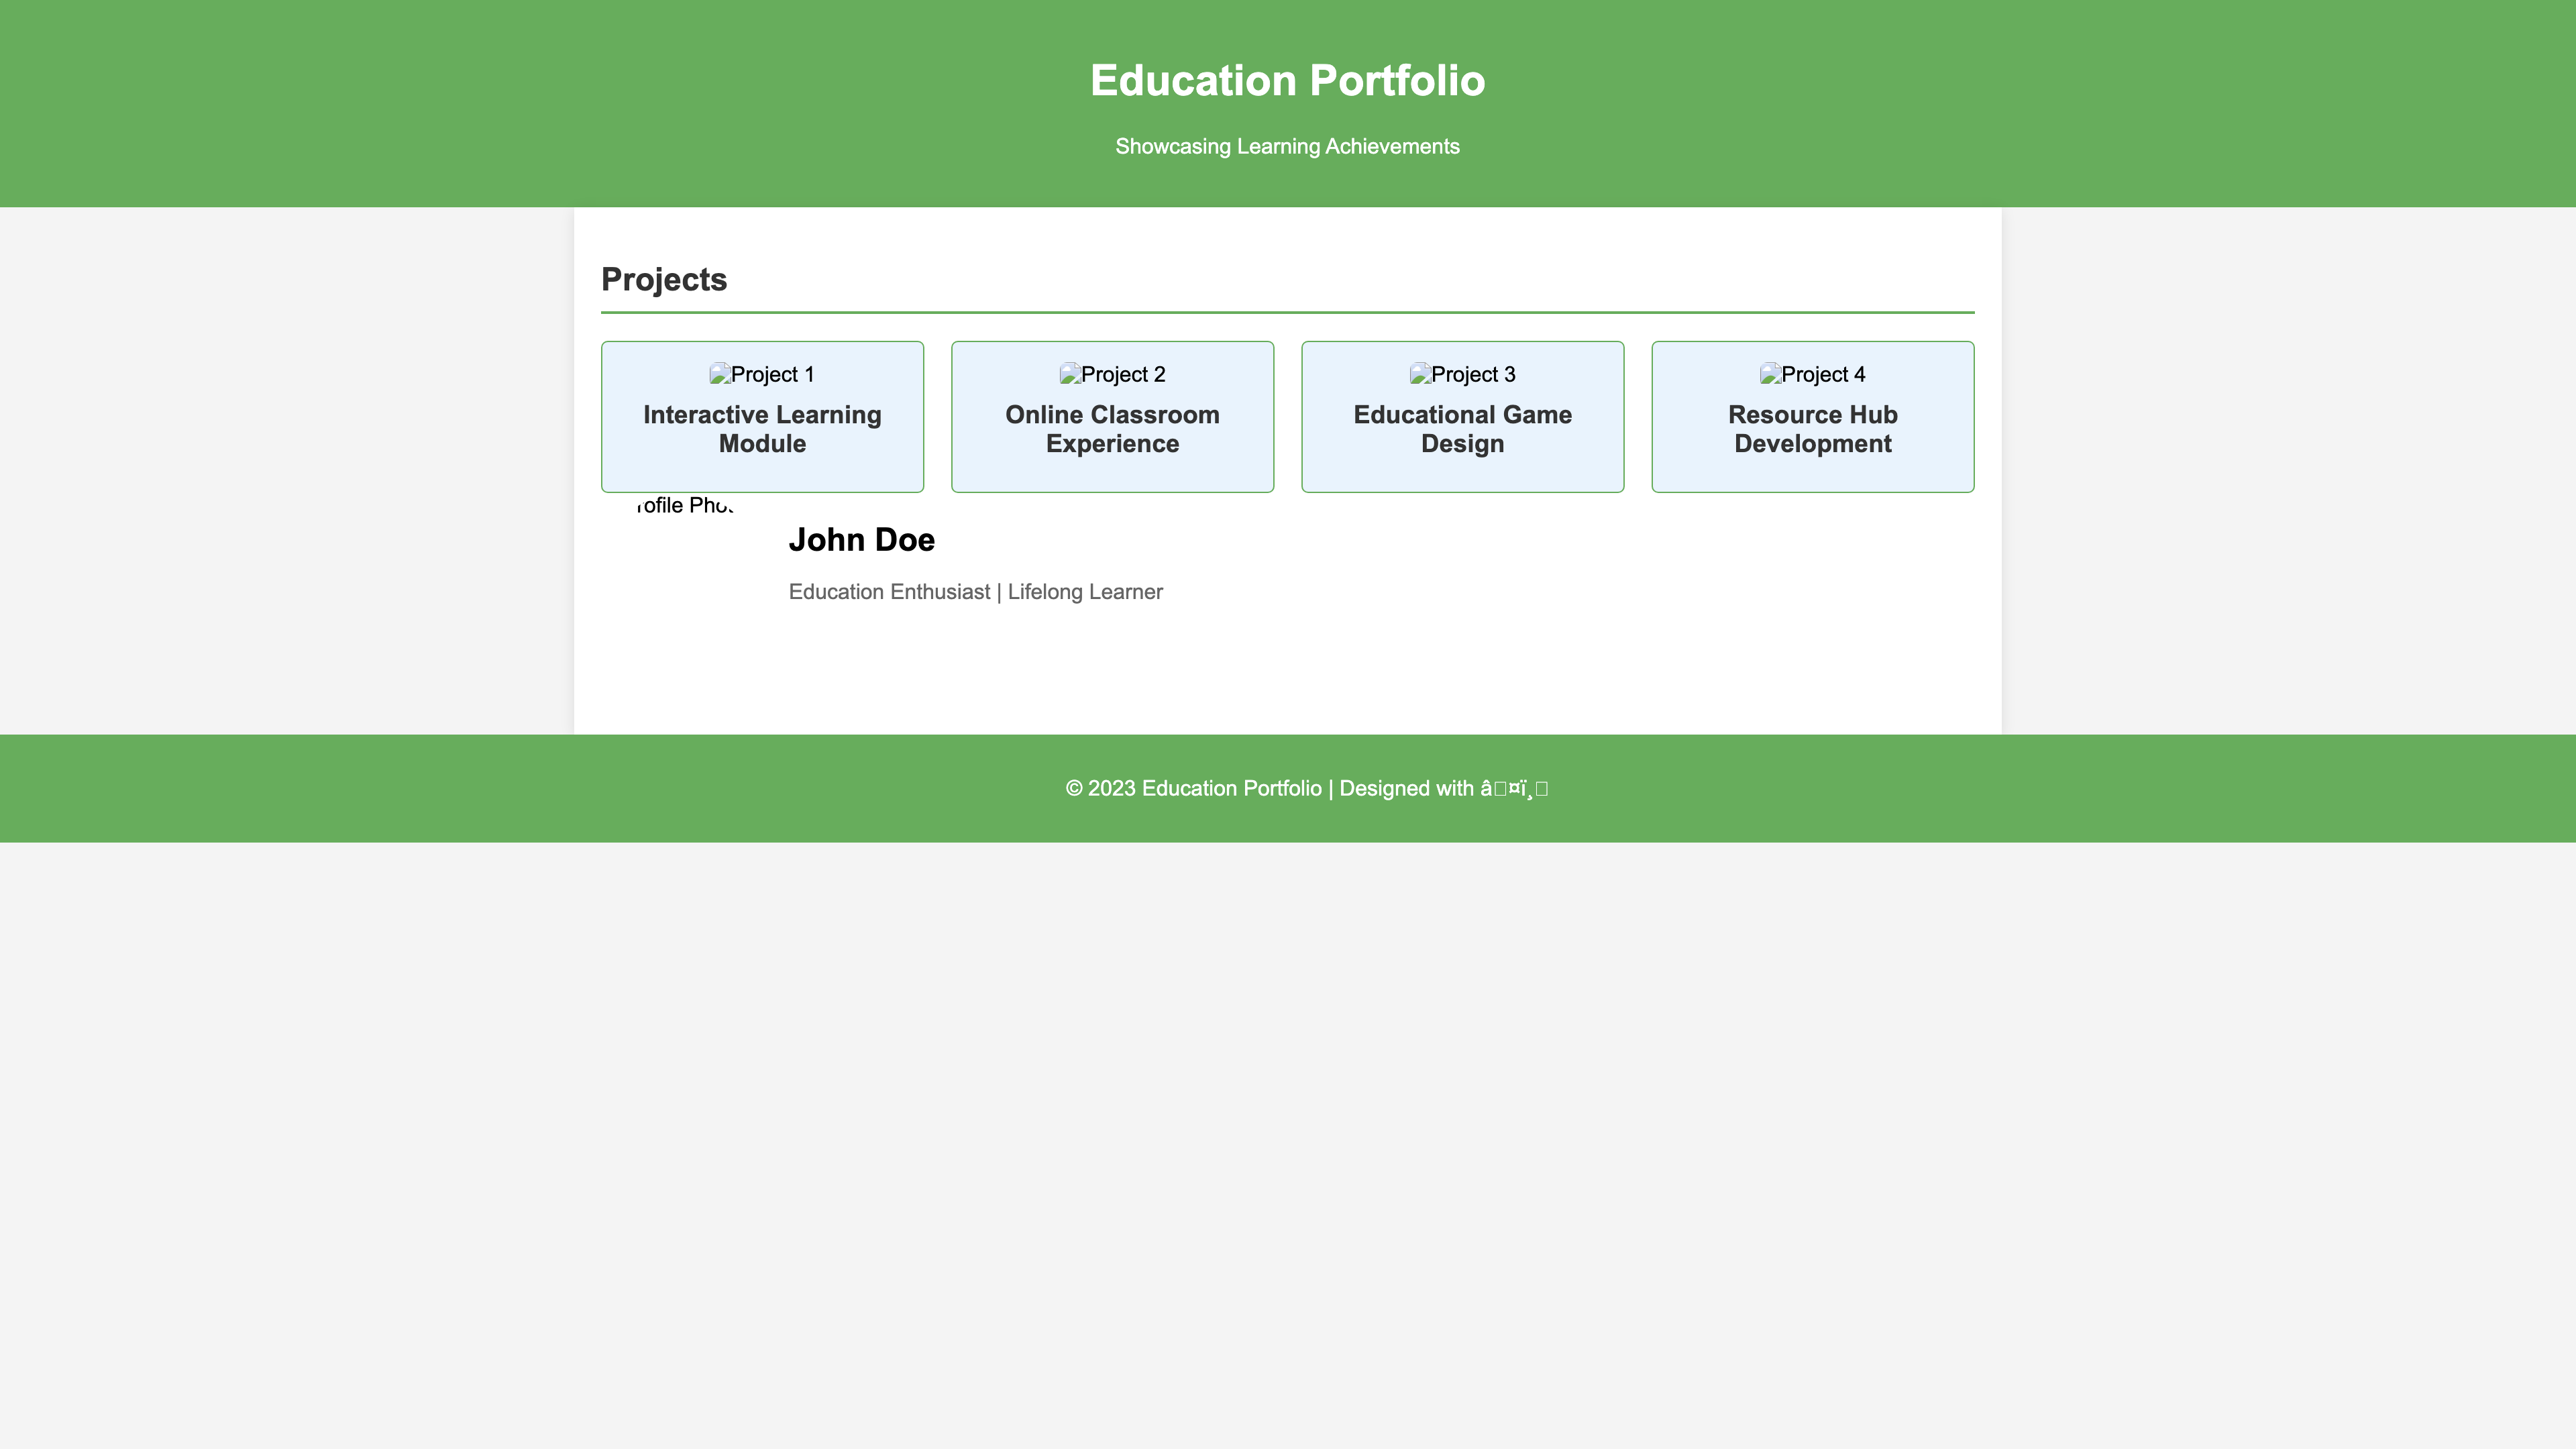 Education Portfolio
Showcasing Learning Achievements
Projects
Project 1
Interactive Learning
Module
Project 2
Online Classroom
Experience
Project 3
Educational Game
Design
Project 4
Resource Hub
Development
rofile Pho
John Doe
Education Enthusiast | Lifelong Learner
© 2023 Education Portfolio | Designed with â□¤ï¸□